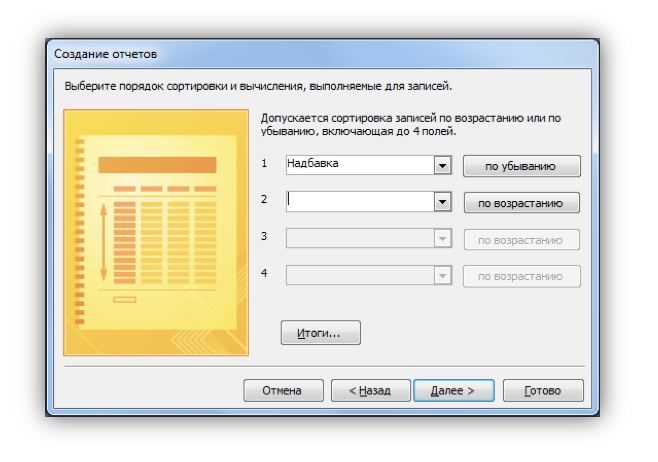 Создание отчетов
Выберите порядок сортировки и вычисления, выполняемые для записей.
Допускается сортировка записей по возрастанию или по
убыванию, включающая до 4 полей.
1 Надбавка по убыванию
2 по возрастанию
3 по возрастанию
4 по возрастанию
Итоги...
Отмена < Назад Далее > Готово